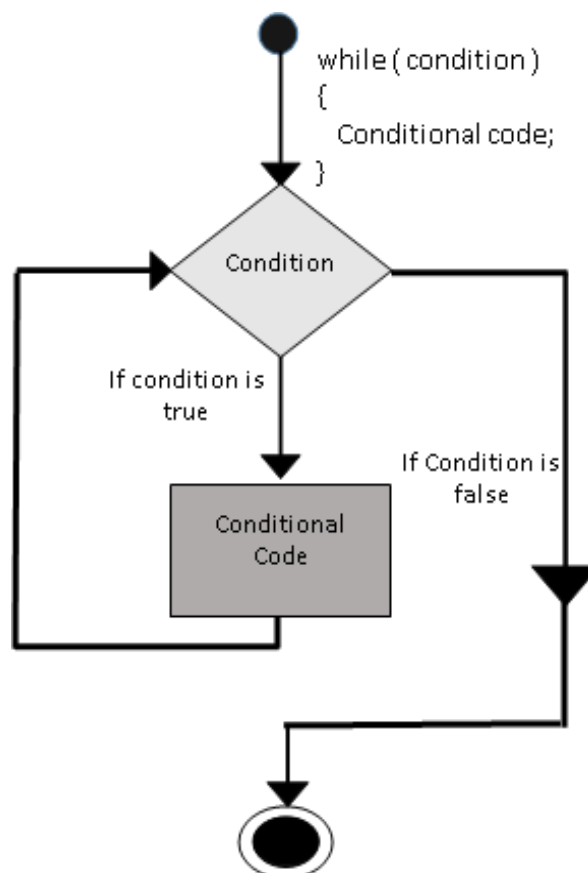 while ( condition )
{
Conditional code;
}
Condition
If condition is
true
If Condition is
false
Conditional
Code